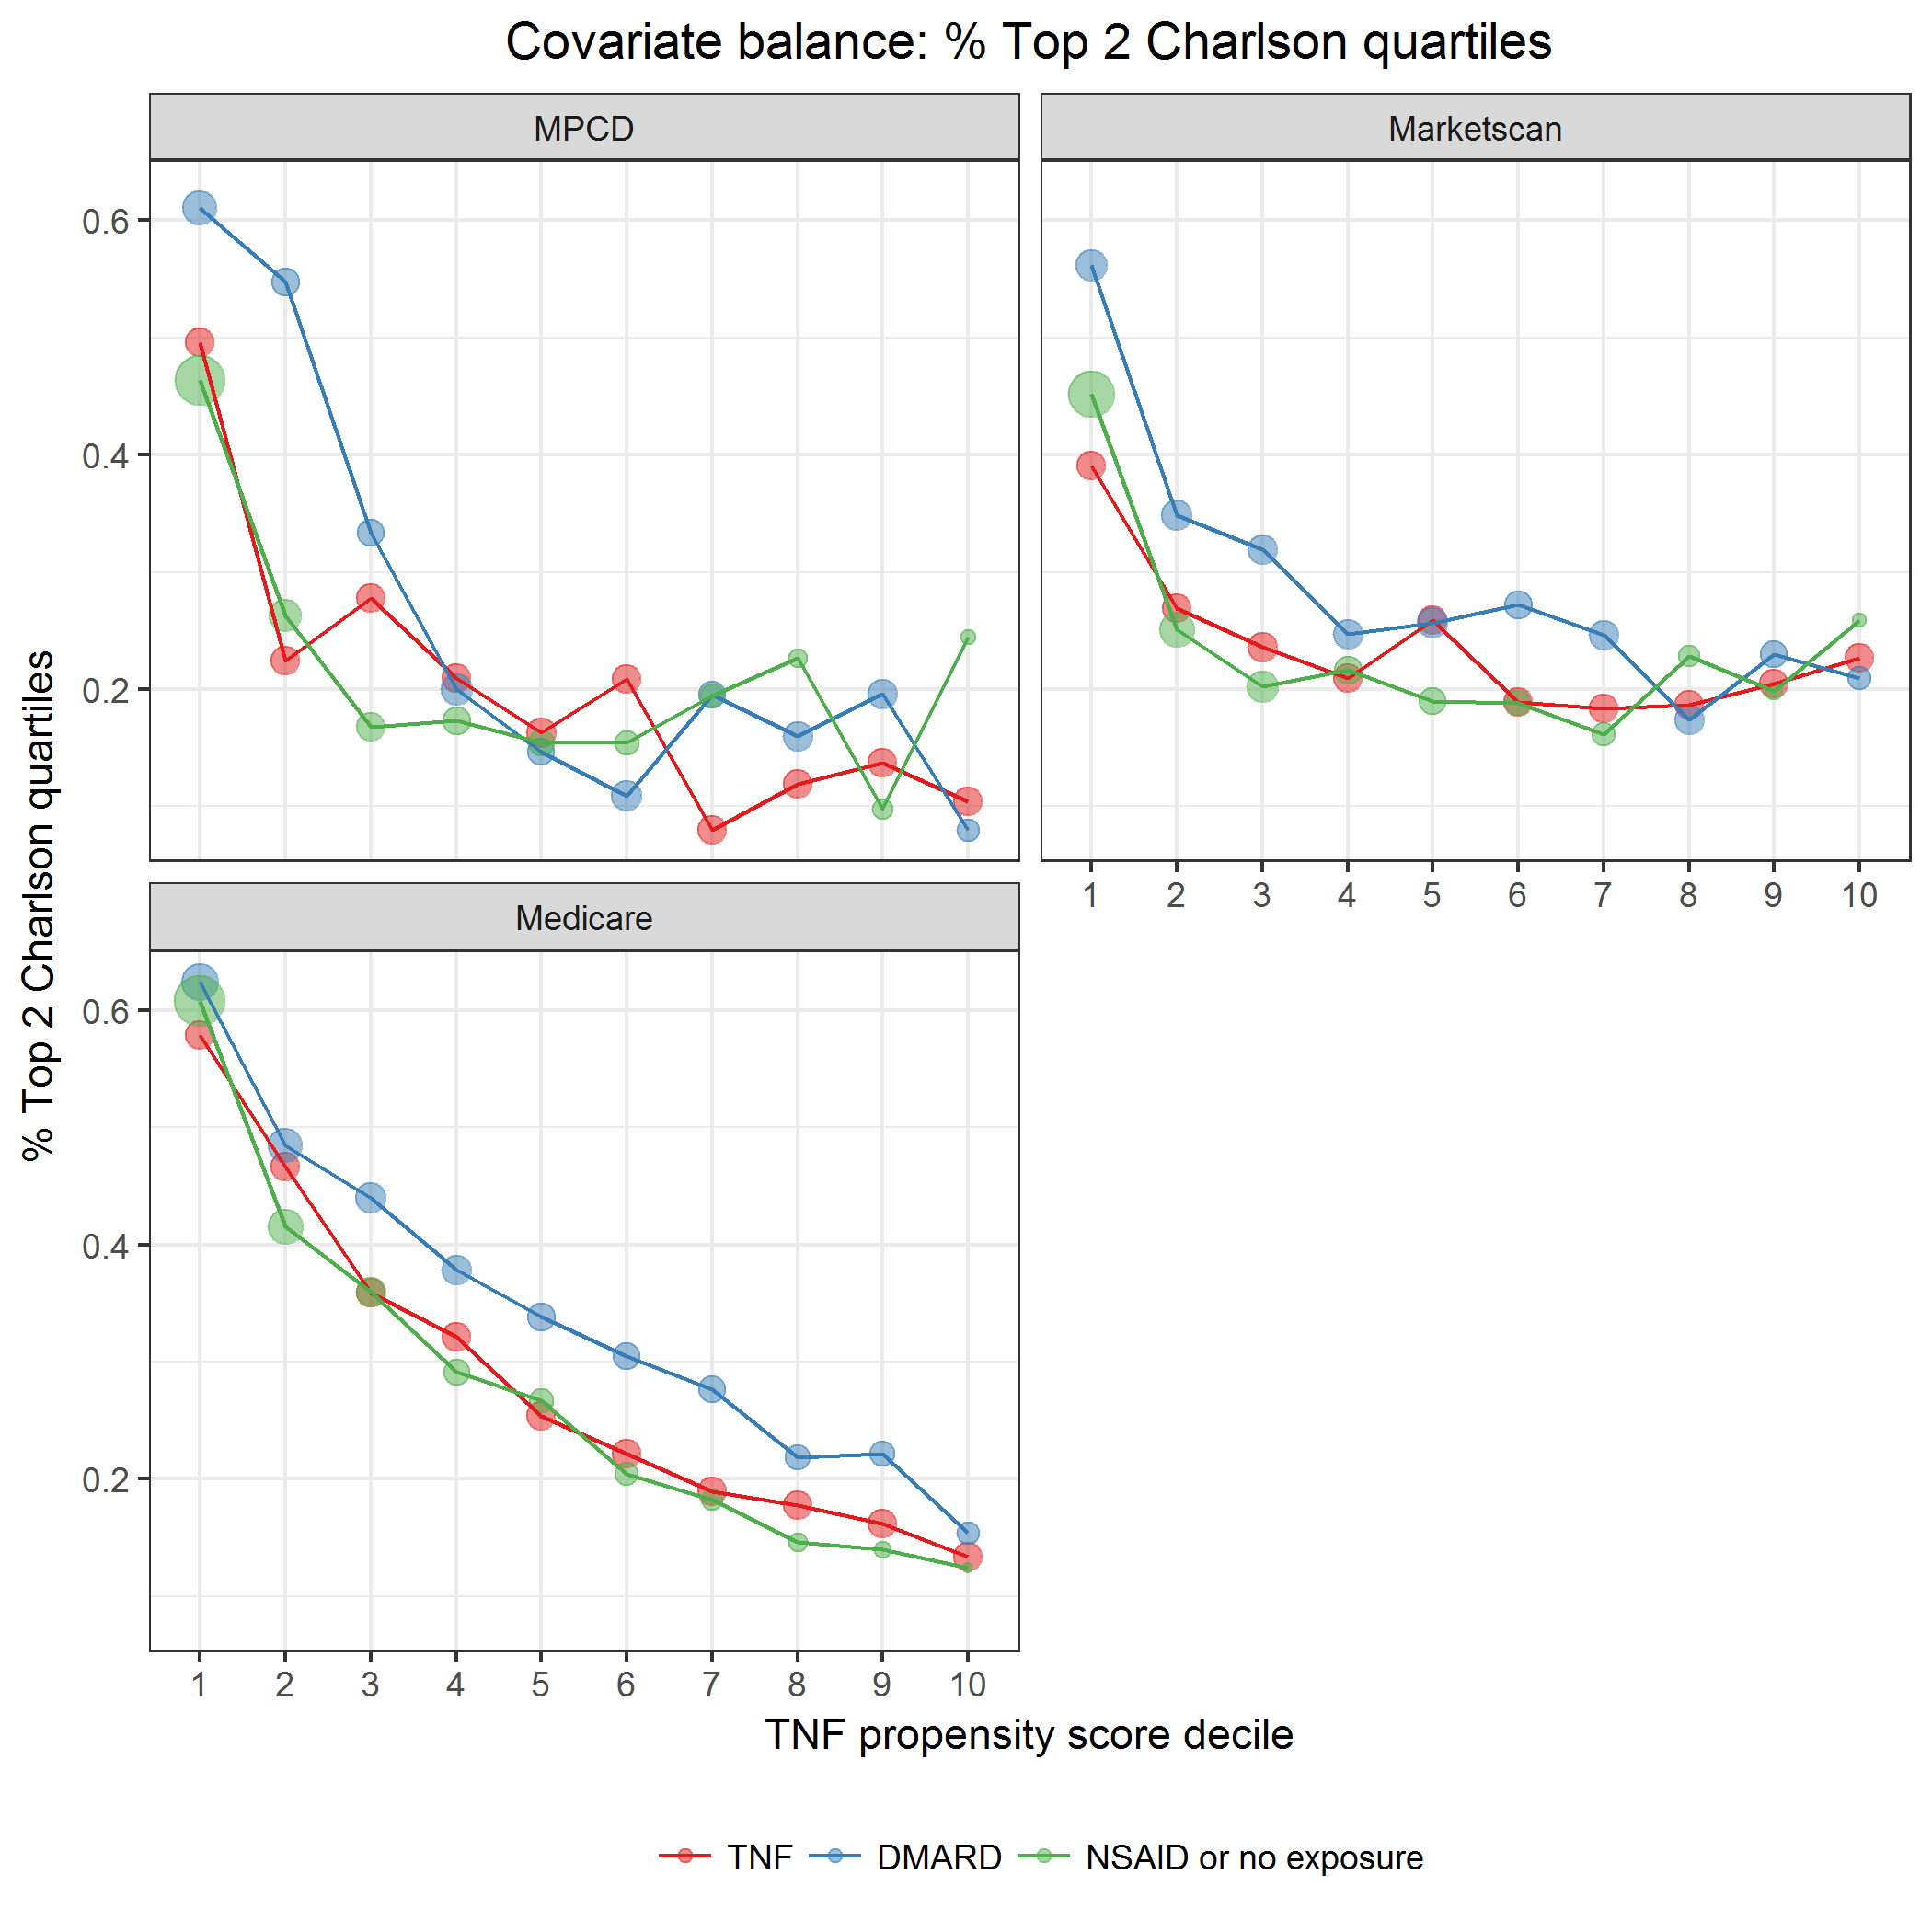 Covariate balance: % Top 2 Charlson quartiles
MPCD
Marketscan
0.6
0.4
0.2
1 2 3 4 5 6 7 8 9 10
Medicare
0.6
0.4
0.2
1 2 3 4 5 6 7 8 9 10
% Top 2 Charlson quartiles
TNF propensity score decile
TNF DMARD NSAID or no exposure